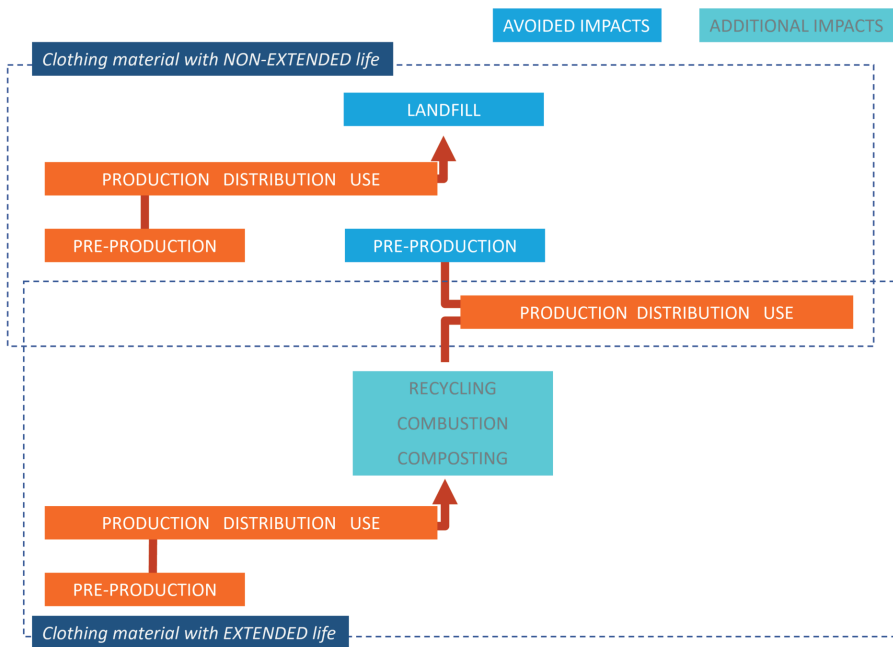 AVOIDED IMPACTS
ADDITIONAL IMPACTS
Clothing material with NON-EXTENDED life
LANDFILL
PRODUCTION DISTRIBUTION USE
PRE-PRODUCTION
PRE-PRODUCTION
PRODUCTION DISTRIBUTION USE
RECYCLING
COMBUSTION
COMPOSTING
PRODUCTION DISTRIBUTION USE
PRE-PRODUCTION
Clothing material with EXTENDED life